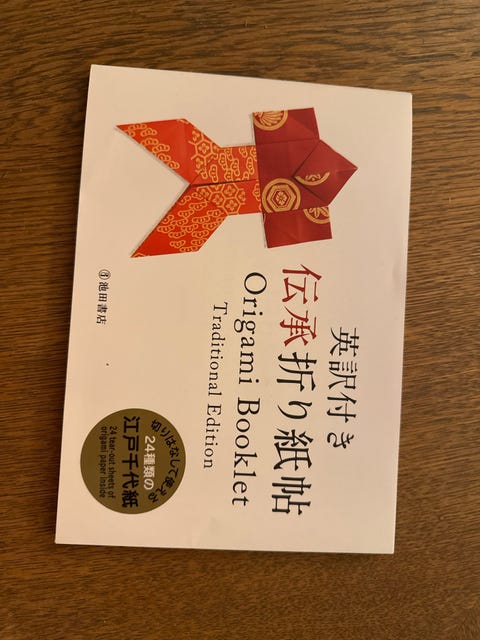 英訳付き
伝承折り紙帖
Origami Booklet
Traditional Edition
切りはなして使える
24種類の
江戸千代紙
24 tear-out sheets of
origami paper inside
池田書店